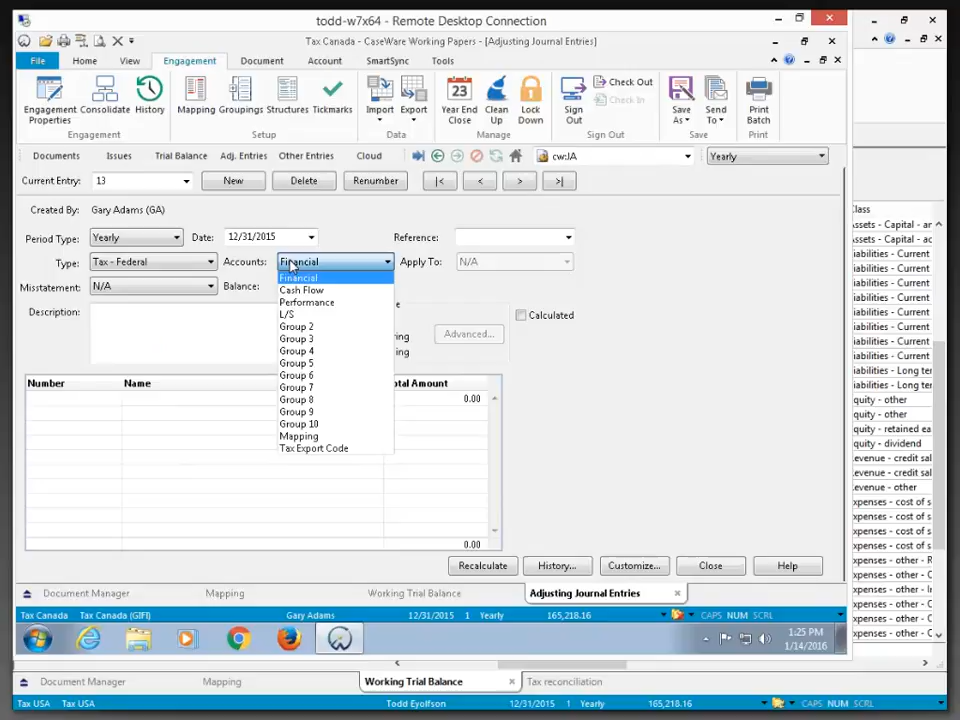 todd-w7x64 - Remote Desktop Connection
Tax Canada - CaseWare Working Papers - [Adjusting Journal Entries]
File Home View Engagement Document Account SmartSync Tools
Engagement Properties Consolidate History Mapping Groupings Structures Tickmarks Import Export Year End Close Clean Up Lock Down Sign Out Check Out Check In Save As Send To Print Batch
23
Engagement Setup Data Manage Sign Out Save Print
Documents Issues Trial Balance Adj. Entries Other Entries Cloud cw:JA Yearly
Current Entry: 13 New Delete Renumber |< < > >|
Created By: Gary Adams (GA)
Period Type: Yearly Date: 12/31/2015 Reference:
Type: Tax - Federal Accounts: Financial Apply To: N/A
Misstatement: N/A Balance:
Description:
Financial
Cash Flow
Performance
L/S
Group 2
Group 3
Group 4
Group 5
Group 6
Group 7
Group 8
Group 9
Group 10
Mapping
Tax Export Code
Calculated
Advanced...
Number Name
0.00
0.00
Recalculate History... Customize... Close Help
Document Manager Mapping Working Trial Balance Adjusting Journal Entries
Tax Canada Tax Canada (GIFI) Gary Adams 12/31/2015 1 Yearly 165,218.16 CAPS NUM SCRL
1:25 PM
1/14/2016
Document Manager Mapping Working Trial Balance Tax reconciliation
Tax USA Tax USA Todd Eyolfson 12/31/2015 1 Yearly 165,218.16 CAPS NUM SCRL